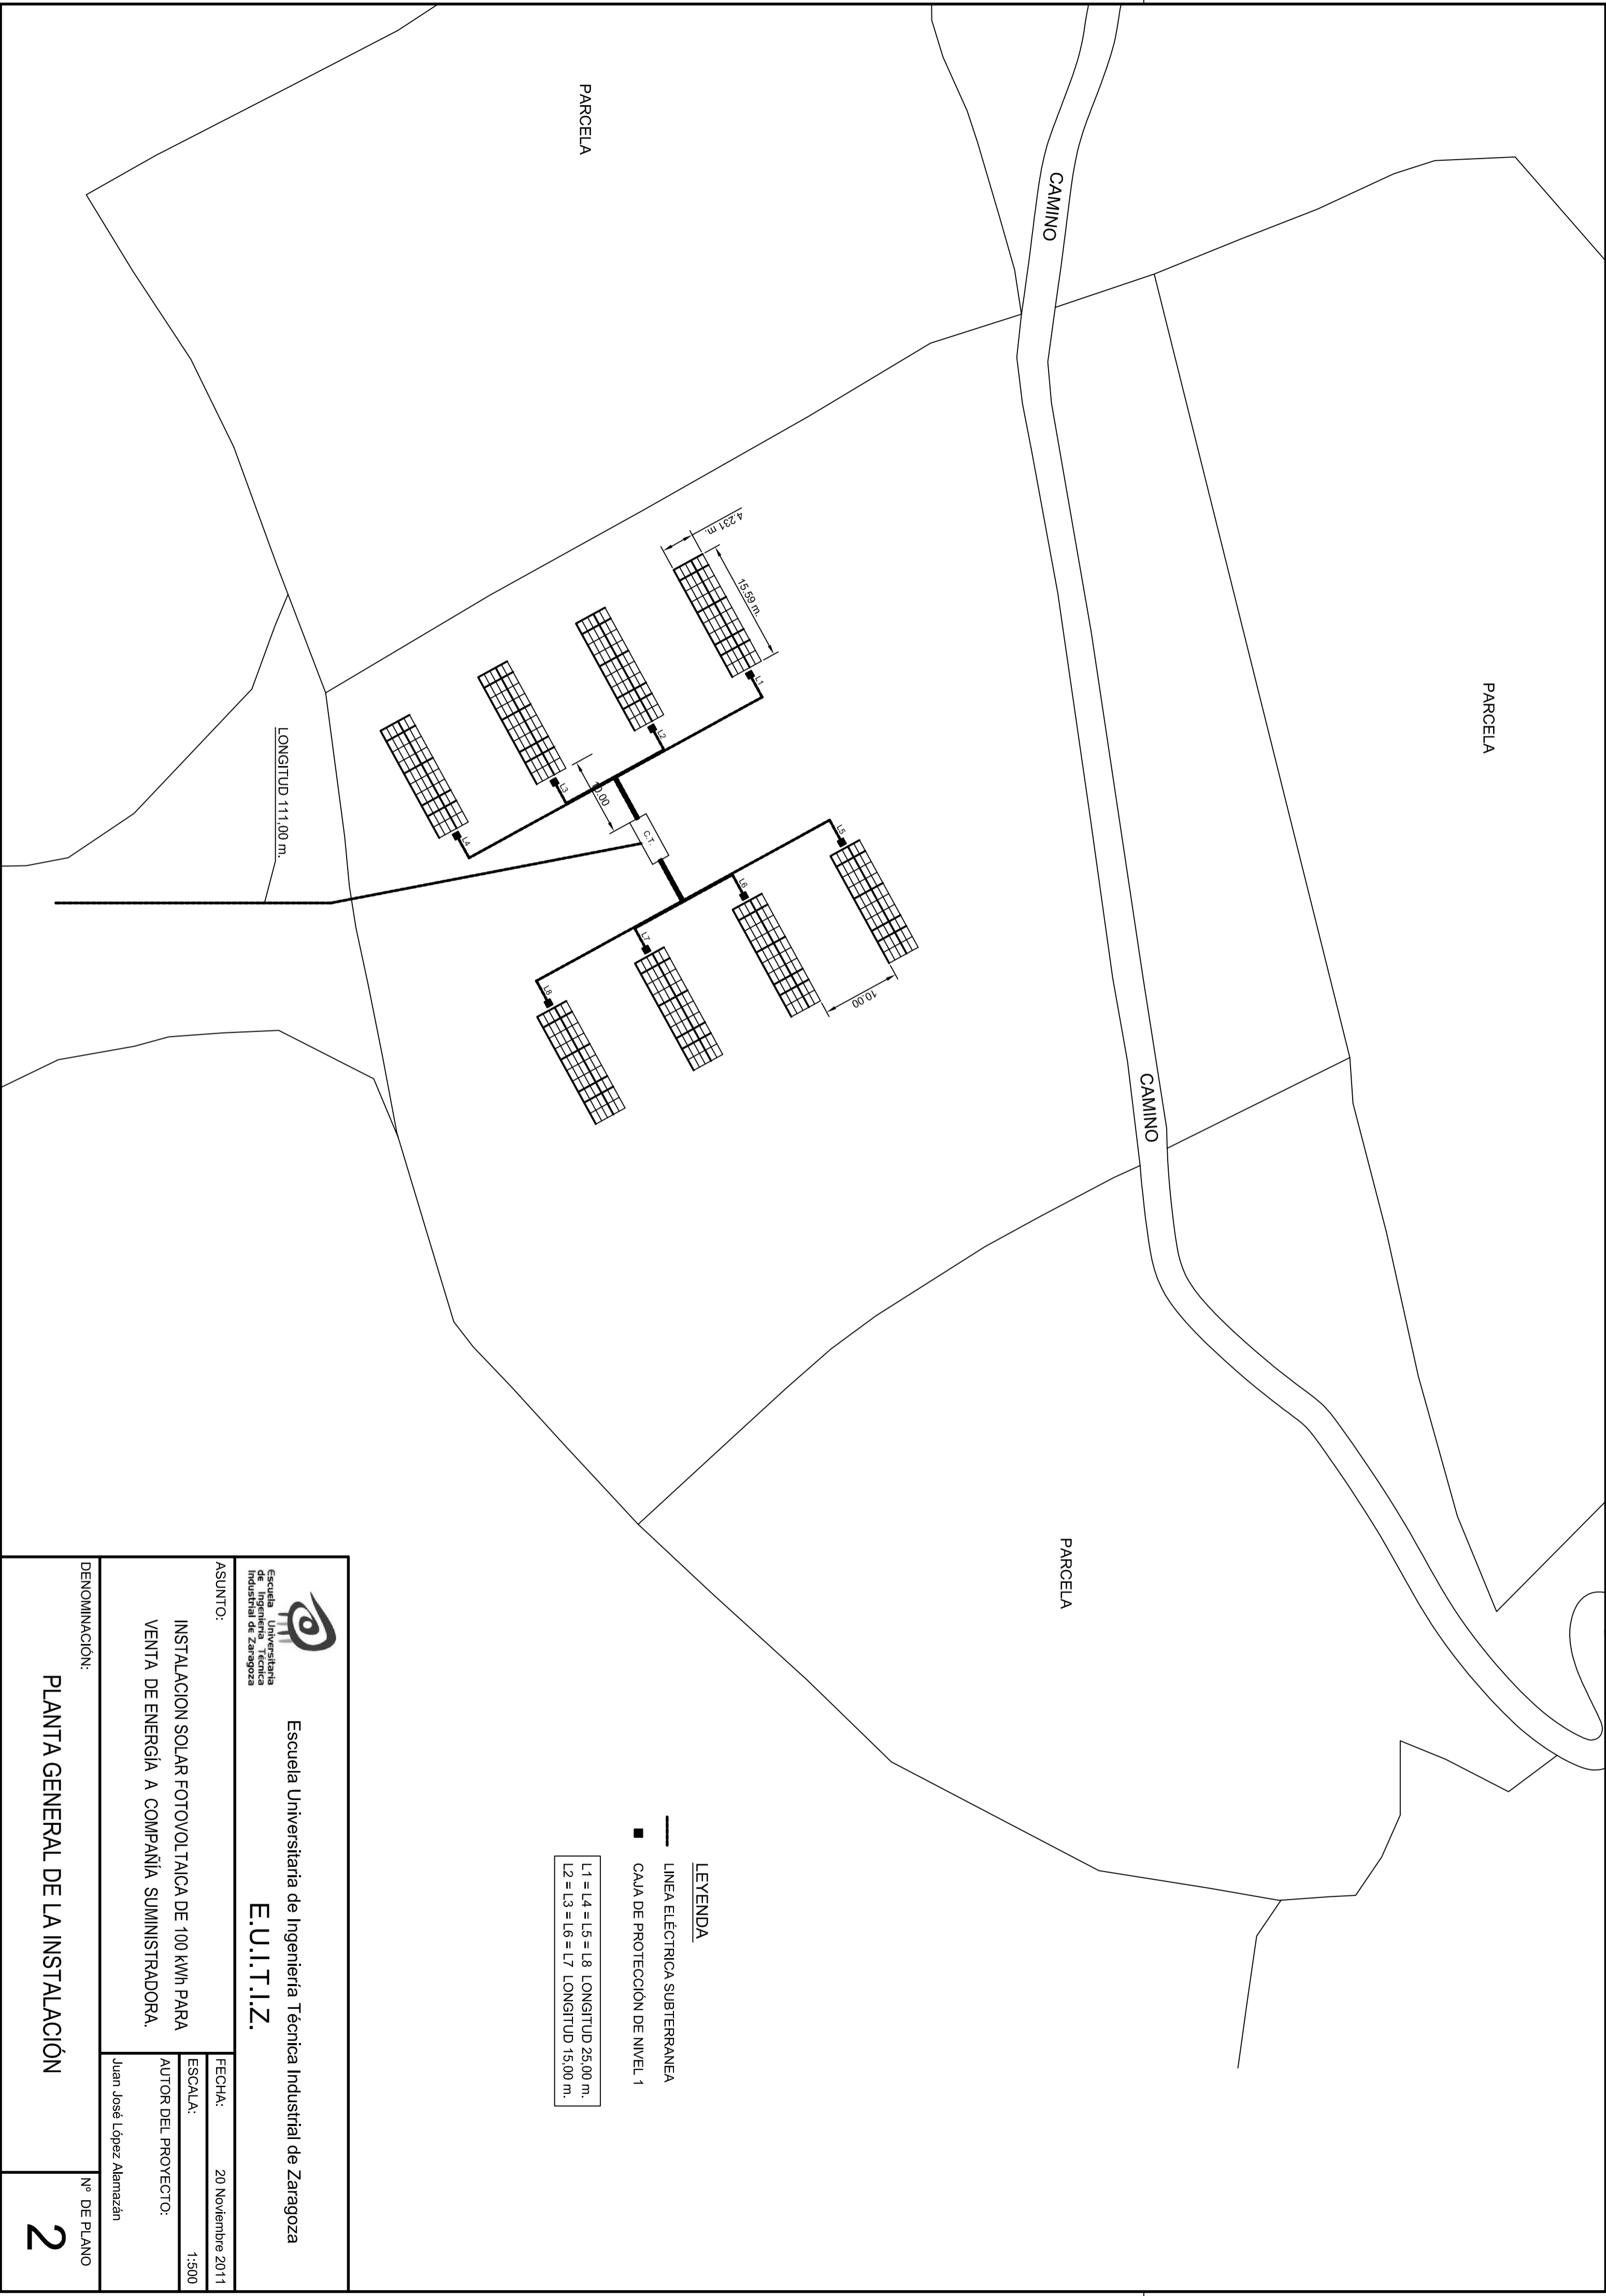 PARCELA
CAMINO
PARCELA
4.231 m.
15.59 m.
L1
L2
L3
L4
10.00
C.T.
L5
L6
L7
L8
10.00
LONGITUD 111,00 m.
CAMINO
PARCELA
LEYENDA
LINEA ELÉCTRICA SUBTERRANEA
CAJA DE PROTECCIÓN DE NIVEL 1
L1 = L4 = L5 = L8 LONGITUD 25,00 m.
L2 = L3 = L6 = L7 LONGITUD 15,00 m.
Escuela Universitaria
de Ingeniería Técnica
Industrial de Zaragoza
Escuela Universitaria de Ingeniería Técnica Industrial de Zaragoza
E.U.I.T.I.Z.
ASUNTO:
INSTALACION SOLAR FOTOVOLTAICA DE 100 kWh PARA
VENTA DE ENERGÍA A COMPAÑÍA SUMINISTRADORA.
FECHA: 20 Noviembre 2011
ESCALA: 1:500
AUTOR DEL PROYECTO:
Juan José López Alamazán
DENOMINACIÓN:
PLANTA GENERAL DE LA INSTALACIÓN
Nº DE PLANO
2